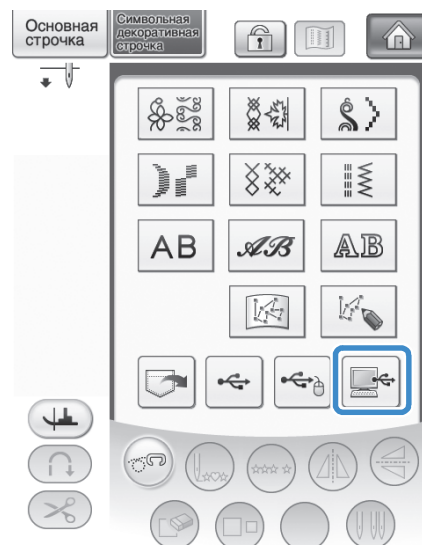 Основная
строчка
Символьная
декоративная
строчка
AB
AB
AB